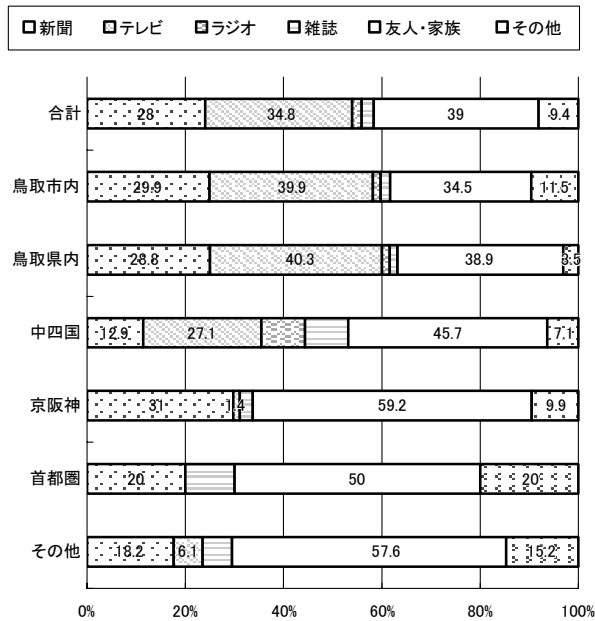 新聞 テレビ ラジオ 雑誌 友人・家族 その他
合計 28 34.8 39 9.4
鳥取市内 29.9 39.9 34.5 11.5
鳥取県内 28.8 40.3 38.9 3.5
中四国 12.9 27.1 45.7 7.1
京阪神 31 1.4 59.2 9.9
首都圏 20 50 20
その他 18.2 6.1 57.6 15.2
0% 20% 40% 60% 80% 100%